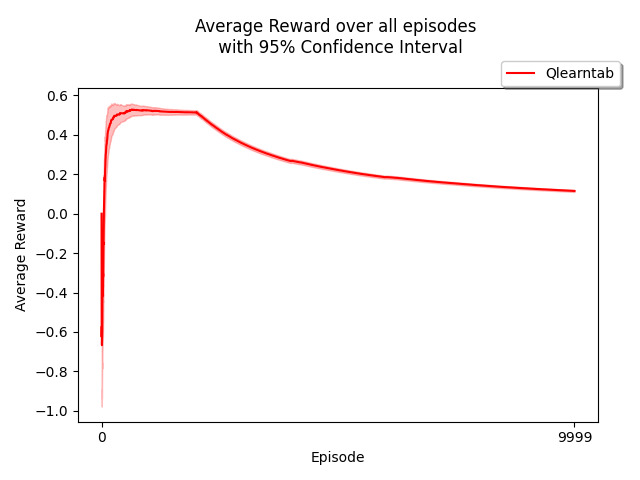 Average Reward over all episodes
with 95% Confidence Interval
Qlearntab
0.6
0.4
0.2
0.0
−0.2
−0.4
−0.6
−0.8
−1.0
Average Reward
0
9999
Episode